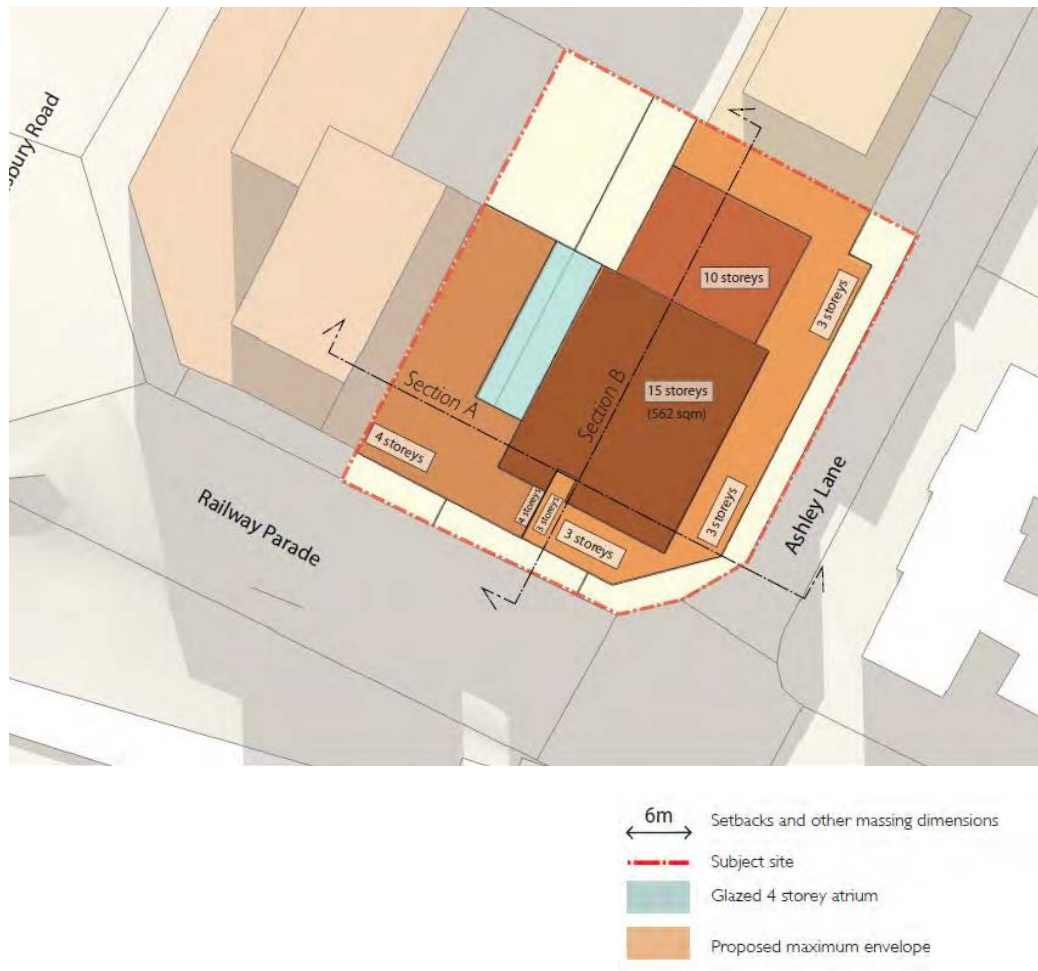 sbury Road
10 storeys
3 storeys
15 storeys
(562 sqm)
Section A
Section B
4 storeys
4 storeys
3 storeys
3 storeys
3 storeys
Ashley Lane
Railway Parade
6m
Setbacks and other massing dimensions
Subject site
Glazed 4 storey atrium
Proposed maximum envelope